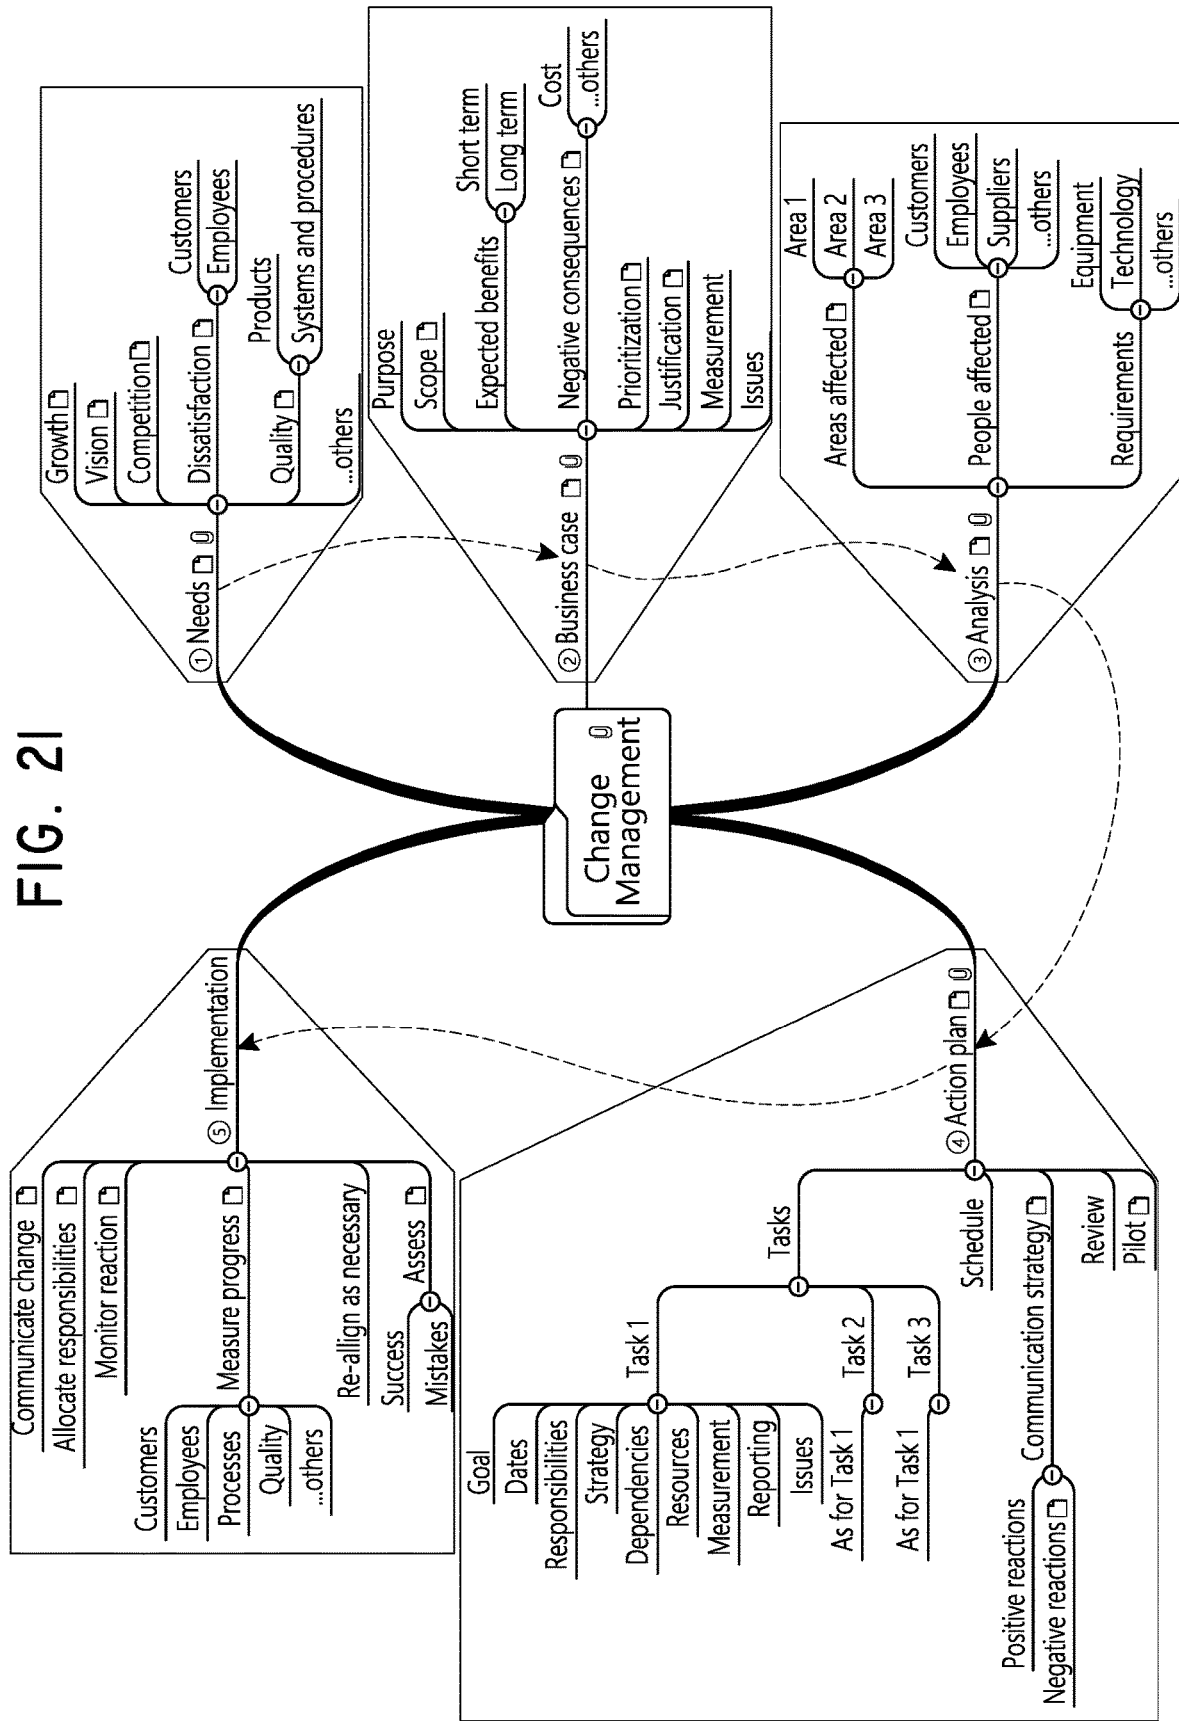 FIG. 21
Change
Management
① Needs
Growth
Vision
Competition
Dissatisfaction
Customers
Employees
Quality
Products
Systems and procedures
...others
② Business case
Purpose
Scope
Expected benefits
Short term
Long term
Negative consequences
Cost
...others
Prioritization
Justification
Measurement
Issues
③ Analysis
Areas affected
Area 1
Area 2
Area 3
People affected
Customers
Employees
Suppliers
...others
Requirements
Equipment
Technology
...others
④ Action plan
Tasks
Task 1
Goal
Dates
Responsibilities
Strategy
Dependencies
Resources
Measurement
Reporting
Issues
Task 2
As for Task 1
Task 3
As for Task 1
Schedule
Communication strategy
Positive reactions
Negative reactions
Review
Pilot
⑤ Implementation
Communicate change
Allocate responsibilities
Monitor reaction
Measure progress
Customers
Employees
Processes
Quality
...others
Re-allign as necessary
Assess
Success
Mistakes